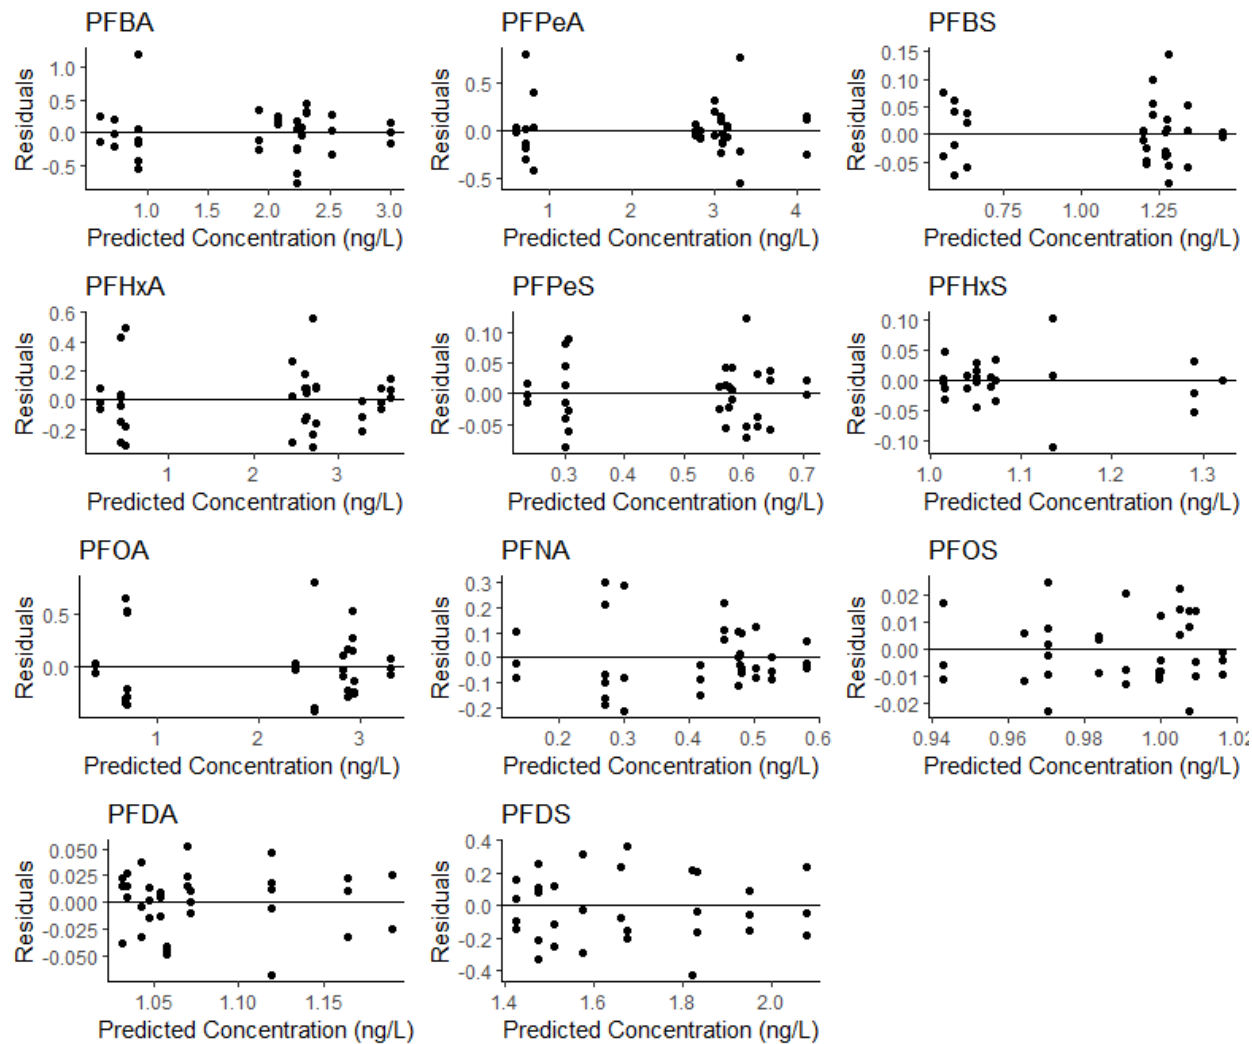 PFBA
PFPeA
PFBS
Residuals
1.0
0.5
0.0
-0.5
1.0
1.5
2.0
2.5
3.0
Predicted Concentration (ng/L)
Residuals
0.5
0.0
-0.5
1
2
3
4
Predicted Concentration (ng/L)
Residuals
0.15
0.10
0.05
0.00
-0.05
0.75
1.00
1.25
Predicted Concentration (ng/L)
PFHxA
PFPeS
PFHxS
Residuals
0.6
0.4
0.2
0.0
-0.2
1
2
3
Predicted Concentration (ng/L)
Residuals
0.10
0.05
0.00
-0.05
0.3
0.4
0.5
0.6
0.7
Predicted Concentration (ng/L)
Residuals
0.10
0.05
0.00
-0.05
-0.10
1.0
1.1
1.2
1.3
Predicted Concentration (ng/L)
PFOA
PFNA
PFOS
Residuals
0.5
0.0
1
2
3
Predicted Concentration (ng/L)
Residuals
0.3
0.2
0.1
0.0
-0.1
-0.2
0.2
0.3
0.4
0.5
0.6
Predicted Concentration (ng/L)
Residuals
0.02
0.01
0.00
-0.01
-0.02
0.94
0.96
0.98
1.00
1.02
Predicted Concentration (ng/L)
PFDA
PFDS
Residuals
0.050
0.025
0.000
-0.025
-0.050
1.05
1.10
1.15
Predicted Concentration (ng/L)
Residuals
0.4
0.2
0.0
-0.2
-0.4
1.4
1.6
1.8
2.0
Predicted Concentration (ng/L)